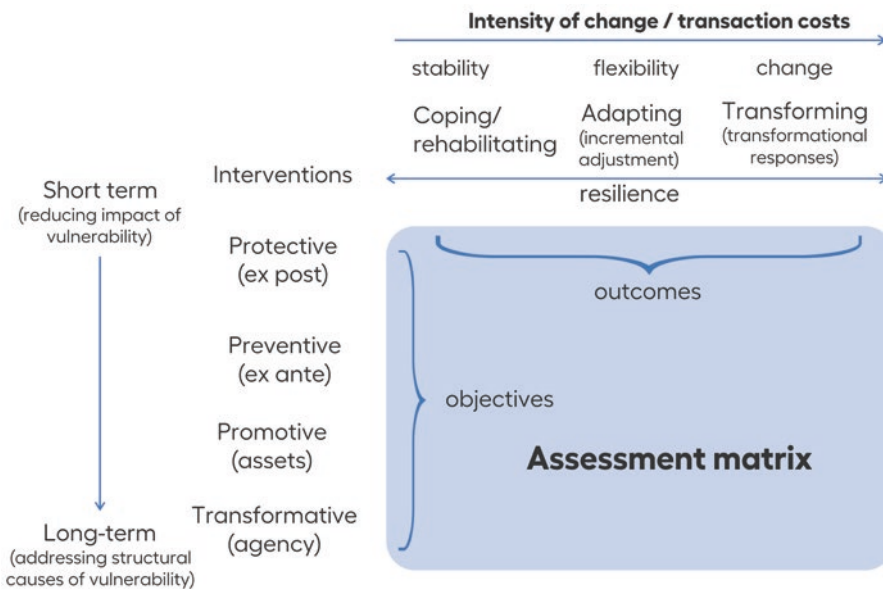 Intensity of change / transaction costs
stability
flexibility
change
Coping/
rehabilitating
Adapting
(incremental
adjustment)
Transforming
(transformational
responses)
Interventions
resilience
Short term
(reducing impact of
vulnerability)
Protective
(ex post)
outcomes
Preventive
(ex ante)
objectives
Promotive
(assets)
Assessment matrix
Transformative
(agency)
Long-term
(addressing structural
causes of vulnerability)